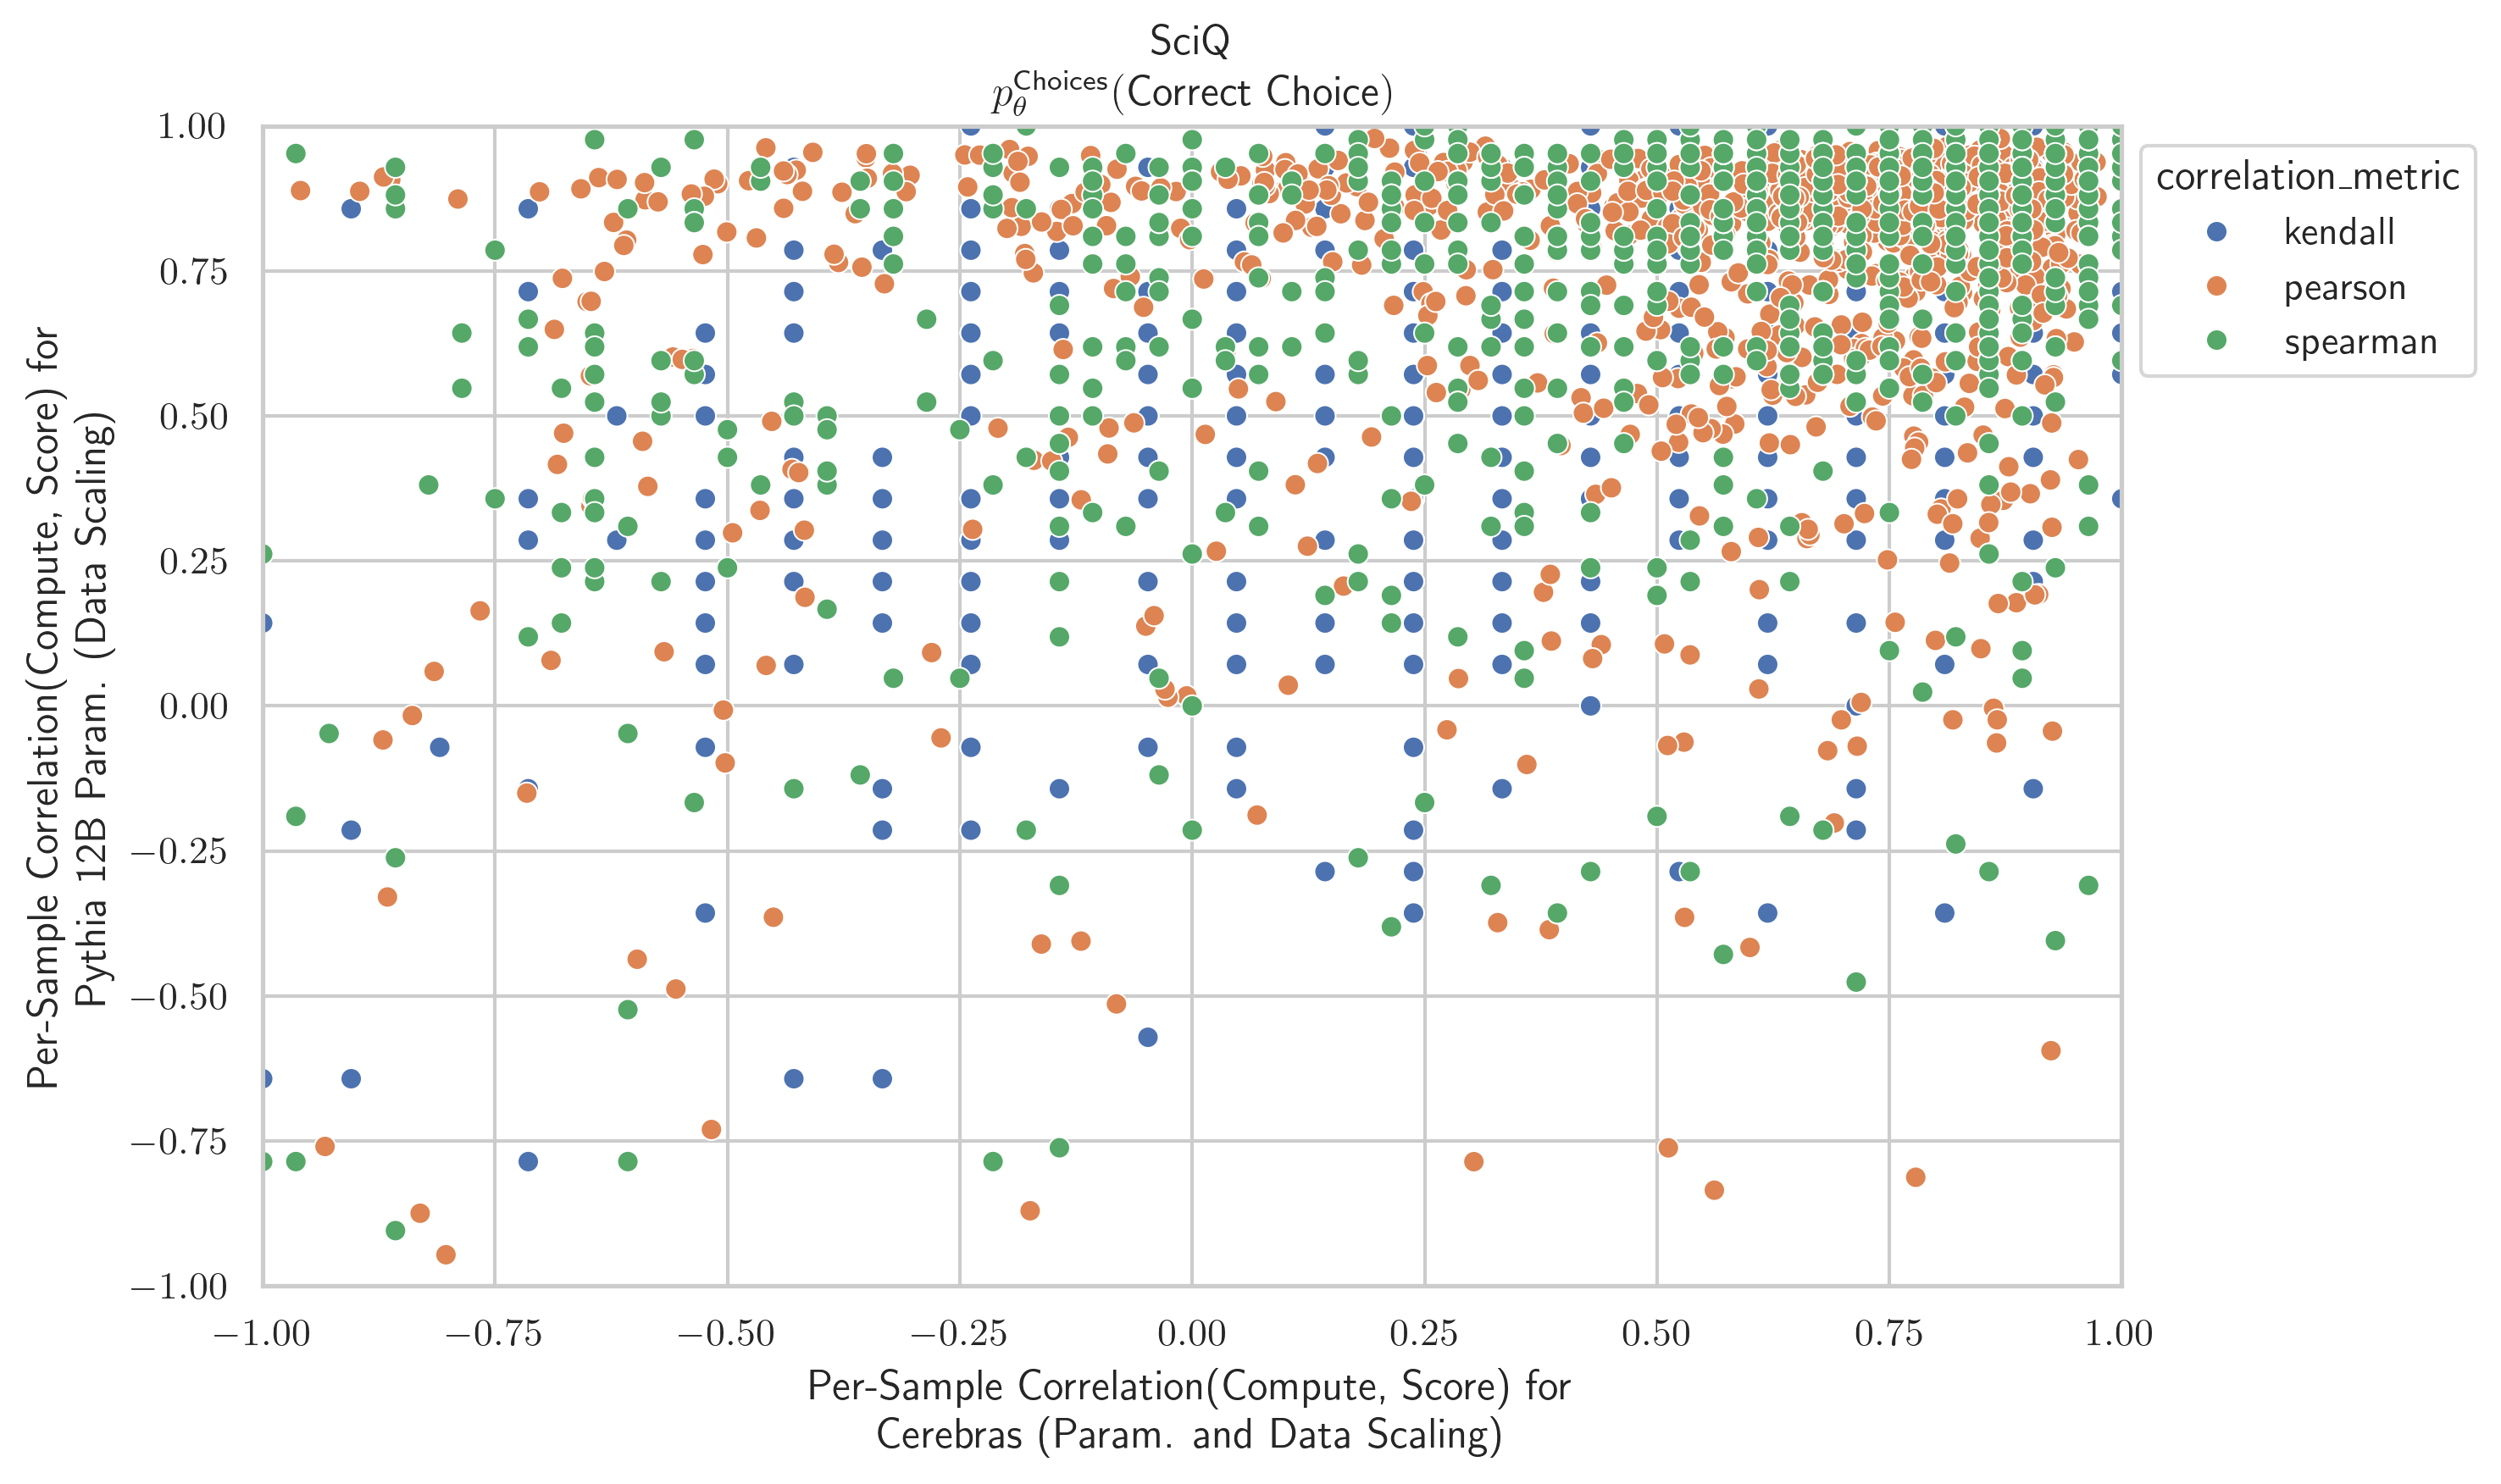 SciQ
p_θ^Choices(Correct Choice)
1.00
0.75
0.50
0.25
0.00
−0.25
−0.50
−0.75
−1.00
Per-Sample Correlation(Compute, Score) for
Pythia 12B Param. (Data Scaling)
−1.00 −0.75 −0.50 −0.25 0.00 0.25 0.50 0.75 1.00
Per-Sample Correlation(Compute, Score) for
Cerebras (Param. and Data Scaling)
correlation_metric
kendall
pearson
spearman